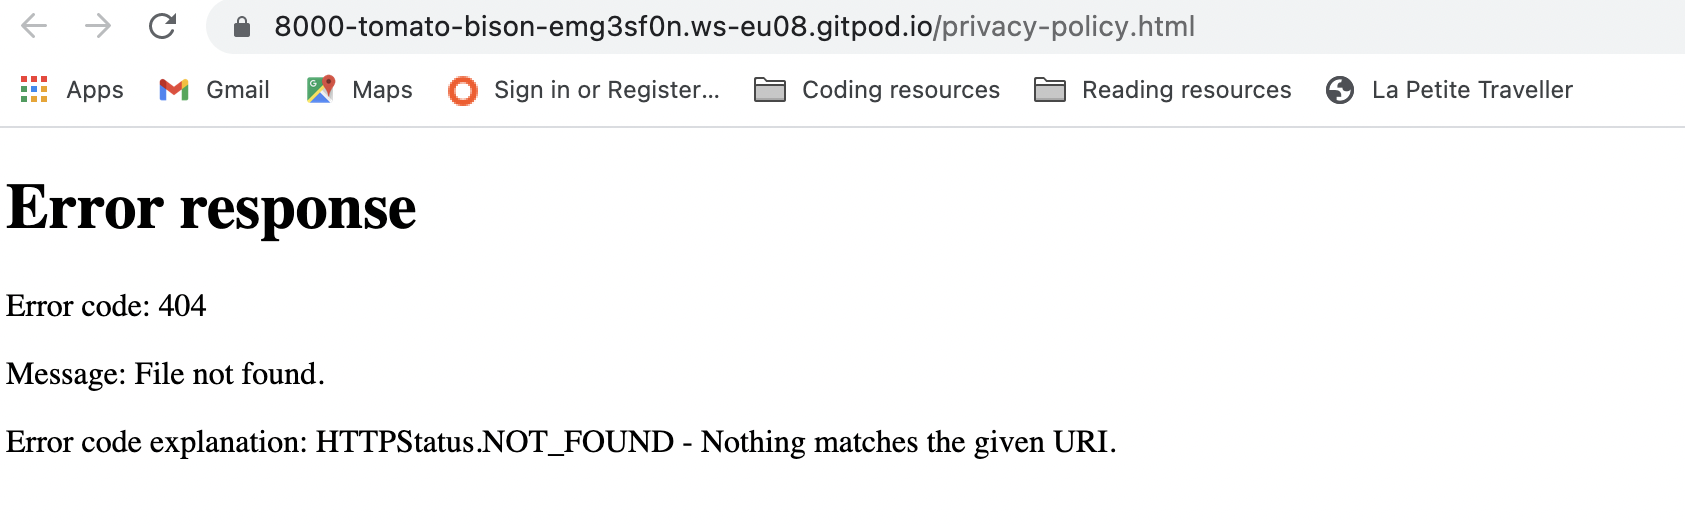 8000-tomato-bison-emg3sf0n.ws-eu08.gitpod.io/privacy-policy.html
Apps Gmail Maps Sign in or Register... Coding resources Reading resources La Petite Traveller
Error response
Error code: 404
Message: File not found.
Error code explanation: HTTPStatus.NOT_FOUND - Nothing matches the given URI.